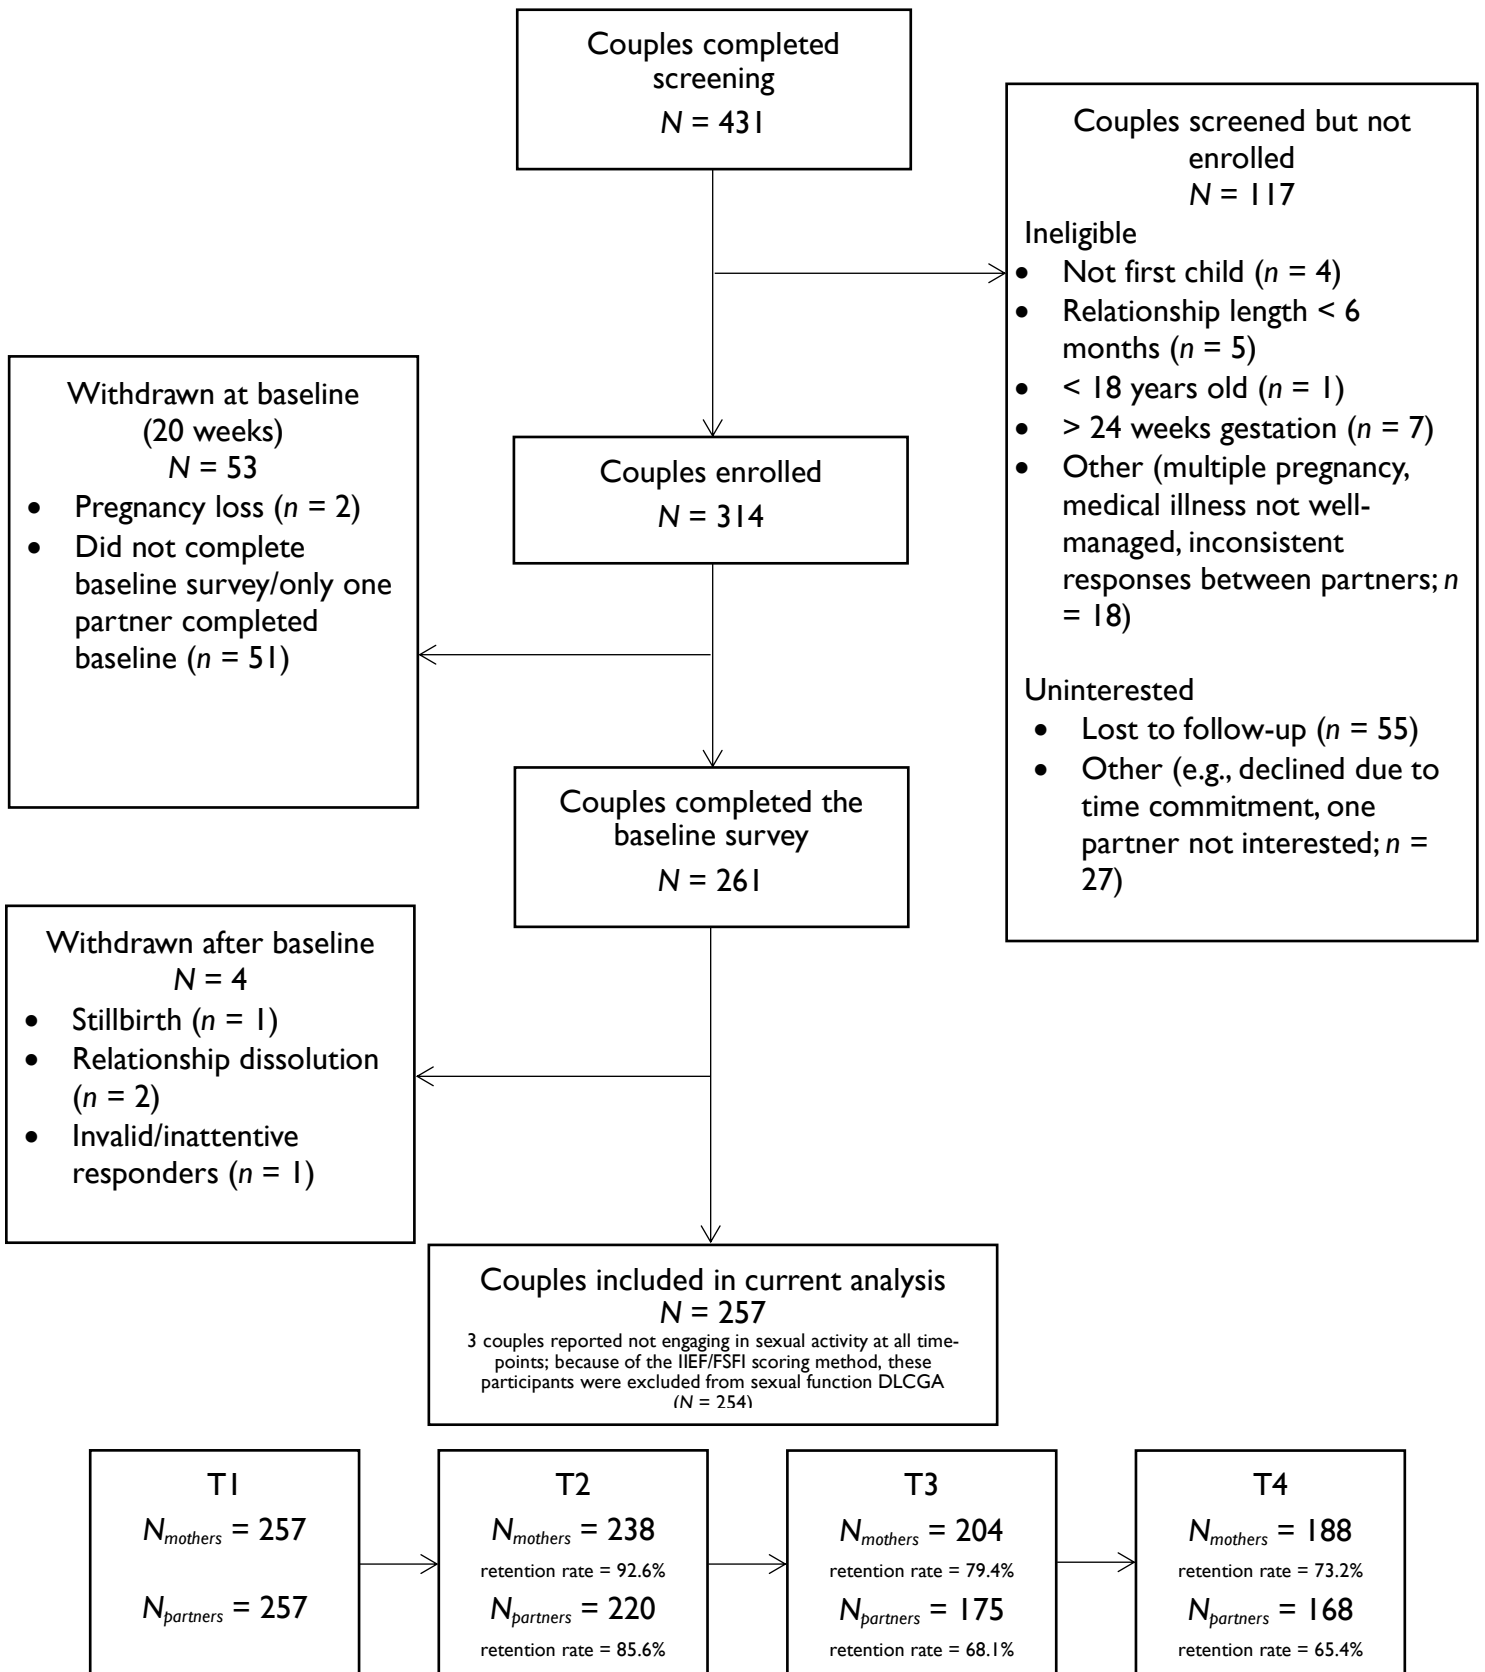 Couples completed
screening
N = 431
Couples screened but not
enrolled
N = 117
Ineligible
• Not first child (n = 4)
• Relationship length < 6
months (n = 5)
• < 18 years old (n = 1)
• > 24 weeks gestation (n = 7)
• Other (multiple pregnancy,
medical illness not well-
managed, inconsistent
responses between partners; n
= 18)
Uninterested
• Lost to follow-up (n = 55)
• Other (e.g., declined due to
time commitment, one
partner not interested; n =
27)
Withdrawn at baseline
(20 weeks)
N = 53
• Pregnancy loss (n = 2)
• Did not complete
baseline survey/only one
partner completed
baseline (n = 51)
Couples enrolled
N = 314
Couples completed the
baseline survey
N = 261
Withdrawn after baseline
N = 4
• Stillbirth (n = 1)
• Relationship dissolution
(n = 2)
• Invalid/inattentive
responders (n = 1)
Couples included in current analysis
N = 257
3 couples reported not engaging in sexual activity at all time-
points; because of the IIEF/FSFI scoring method, these
participants were excluded from sexual function DLCGA
(N = 254)
T1
Nmothers = 257
Npartners = 257
T2
Nmothers = 238
retention rate = 92.6%
Npartners = 220
retention rate = 85.6%
T3
Nmothers = 204
retention rate = 79.4%
Npartners = 175
retention rate = 68.1%
T4
Nmothers = 188
retention rate = 73.2%
Npartners = 168
retention rate = 65.4%